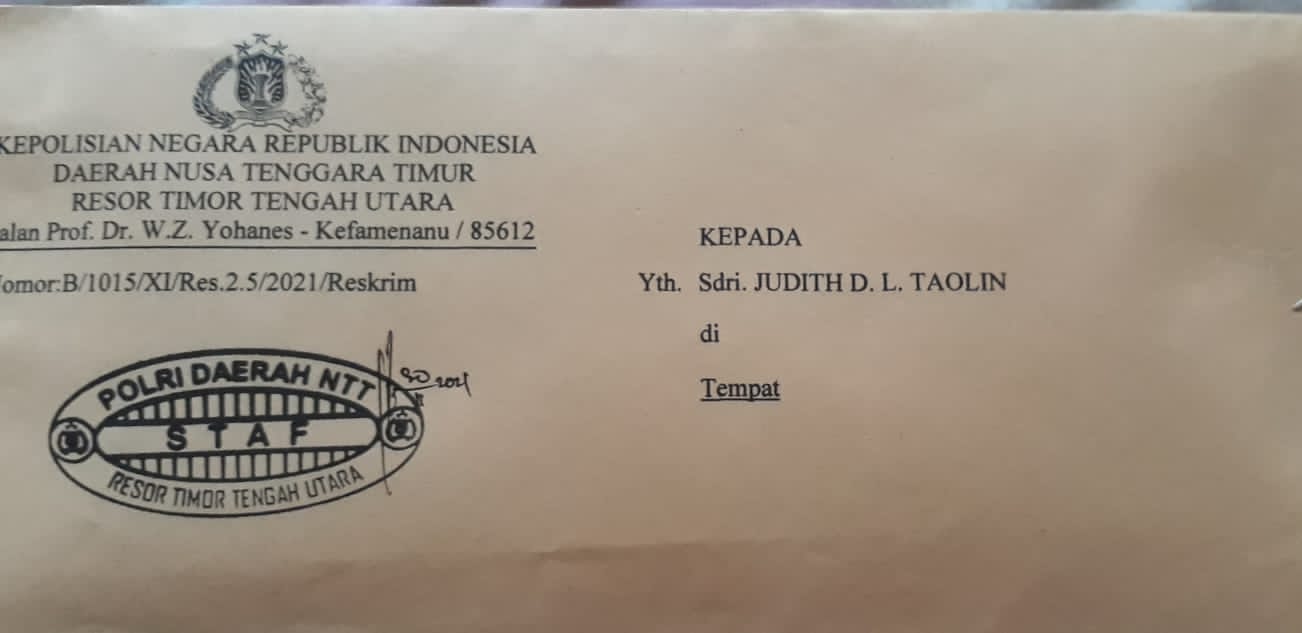 KEPOLISIAN NEGARA REPUBLIK INDONESIA
DAERAH NUSA TENGGARA TIMUR
RESOR TIMOR TENGAH UTARA
alan Prof. Dr. W.Z. Yohanes - Kefamenanu / 85612
omor:B/1015/XI/Res.2.5/2021/Reskrim
POLRI DAERAH NTT
STAF
RESOR TIMOR TENGAH UTARA
KEPADA
Yth. Sdri. JUDITH D. L. TAOLIN
di
Tempat